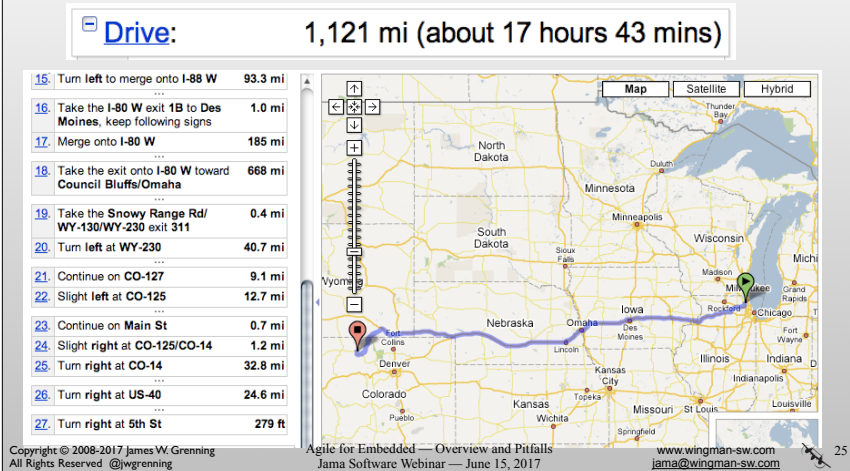 Drive: 1,121 mi (about 17 hours 43 mins)
15. Turn left to merge onto I-88 W 93.3 mi
...
16. Take the I-80 W exit 1B to Des 1.0 mi
Moines, keep following signs
17. Merge onto I-80 W 185 mi
...
18. Take the exit onto I-80 W toward 668 mi
Council Bluffs/Omaha
...
19. Take the Snowy Range Rd/ 0.4 mi
WY-130/WY-230 exit 311
20. Turn left at WY-230 40.7 mi
...
21. Continue on CO-127 9.1 mi
22. Slight left at CO-125 12.7 mi
...
23. Continue on Main St 0.7 mi
24. Slight right at CO-125/CO-14 1.2 mi
25. Turn right at CO-14 32.8 mi
...
26. Turn right at US-40 24.6 mi
...
27. Turn right at 5th St 279 ft
Map Satellite Hybrid
Thunder
Bay
North
Dakota
Duluth
Minnesota
Minneapolis
South
Dakota
Wisconsin
Sioux
Falls
Wyoming
Madison
Michi
Grand
Rapids
Rockford
Chicago
Iowa
Nebraska
Omaha
Des
Moines
Lincoln
Fort
Collins
Denver
Fort
Wayne
Illinois
Indiana
Indianapolis
Kansas
City
Colorado
Topeka
Kansas
Missouri
St Louis
Louisville
Pueblo
Wichita
Springfield
Copyright © 2008-2017 James W. Grenning
All Rights Reserved @jwgrenning
Agile for Embedded — Overview and Pitfalls
Jama Software Webinar — June 15, 2017
www.wingman-sw.com
jama@wingman-sw.com
25